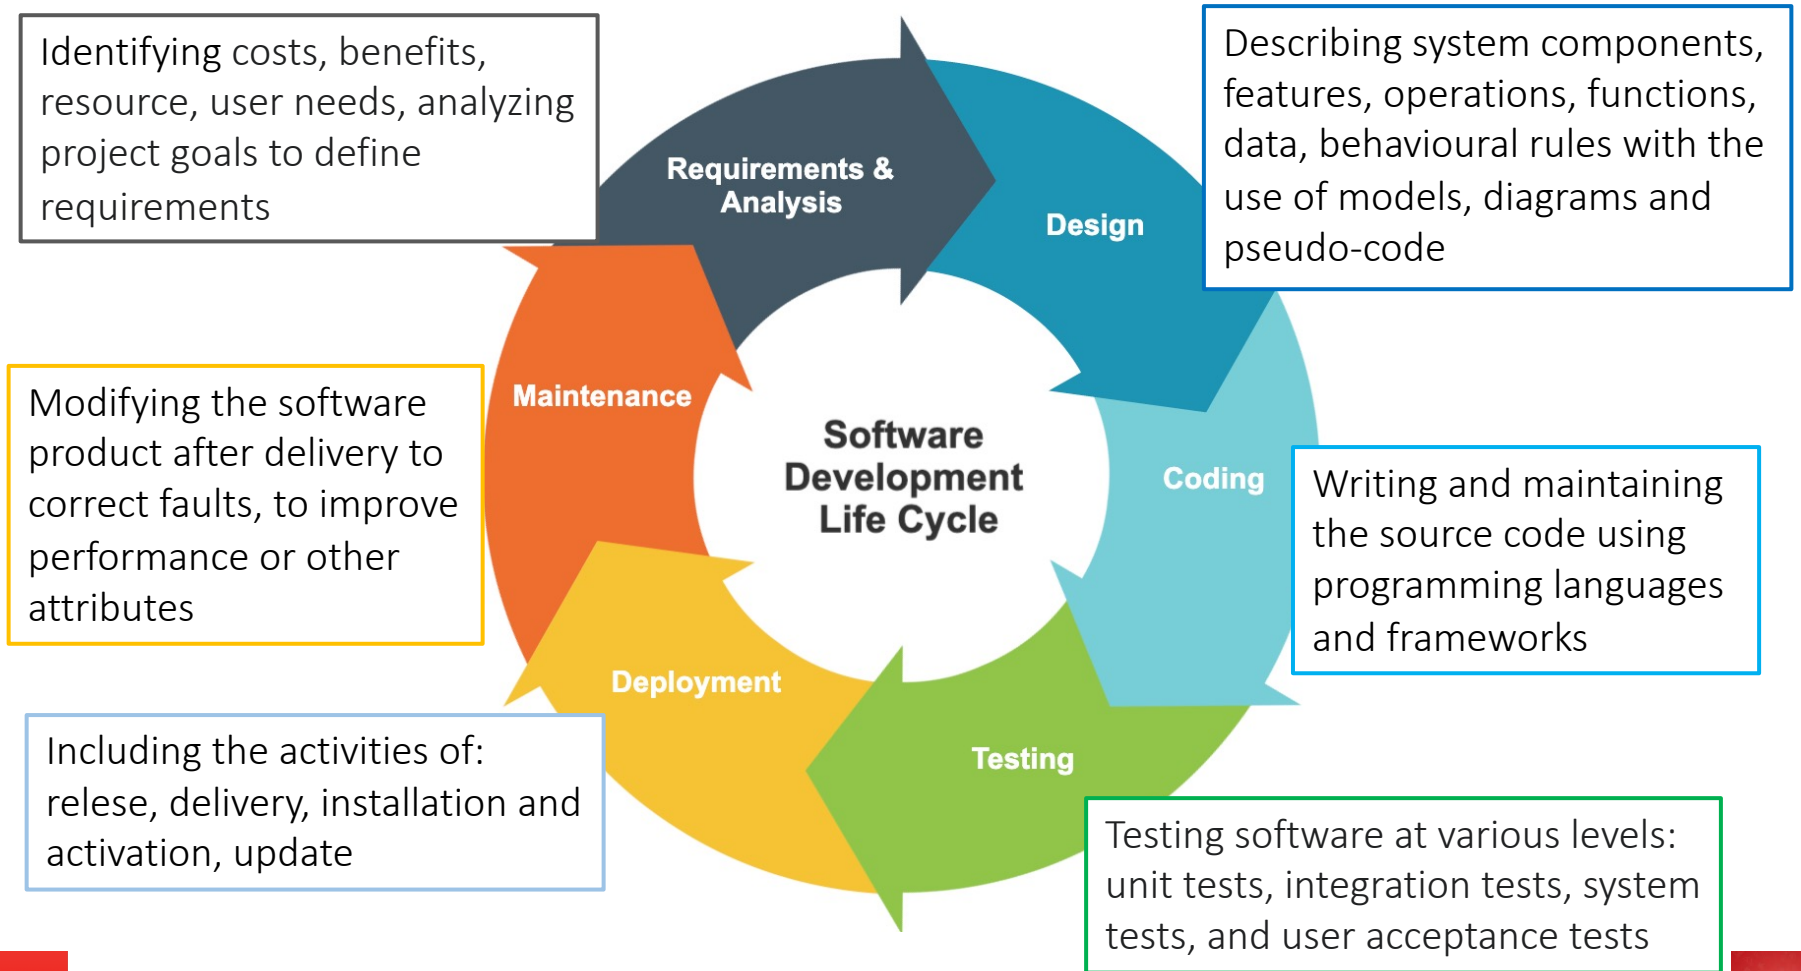 Identifying costs, benefits,
resource, user needs, analyzing
project goals to define
requirements
Requirements &
Analysis
Describing system components,
features, operations, functions,
data, behavioural rules with the
use of models, diagrams and
pseudo-code
Design
Maintenance
Modifying the software
product after delivery to
correct faults, to improve
performance or other
attributes
Software
Development
Life Cycle
Coding
Writing and maintaining
the source code using
programming languages
and frameworks
Deployment
Including the activities of:
relese, delivery, installation and
activation, update
Testing
Testing software at various levels:
unit tests, integration tests, system
tests, and user acceptance tests